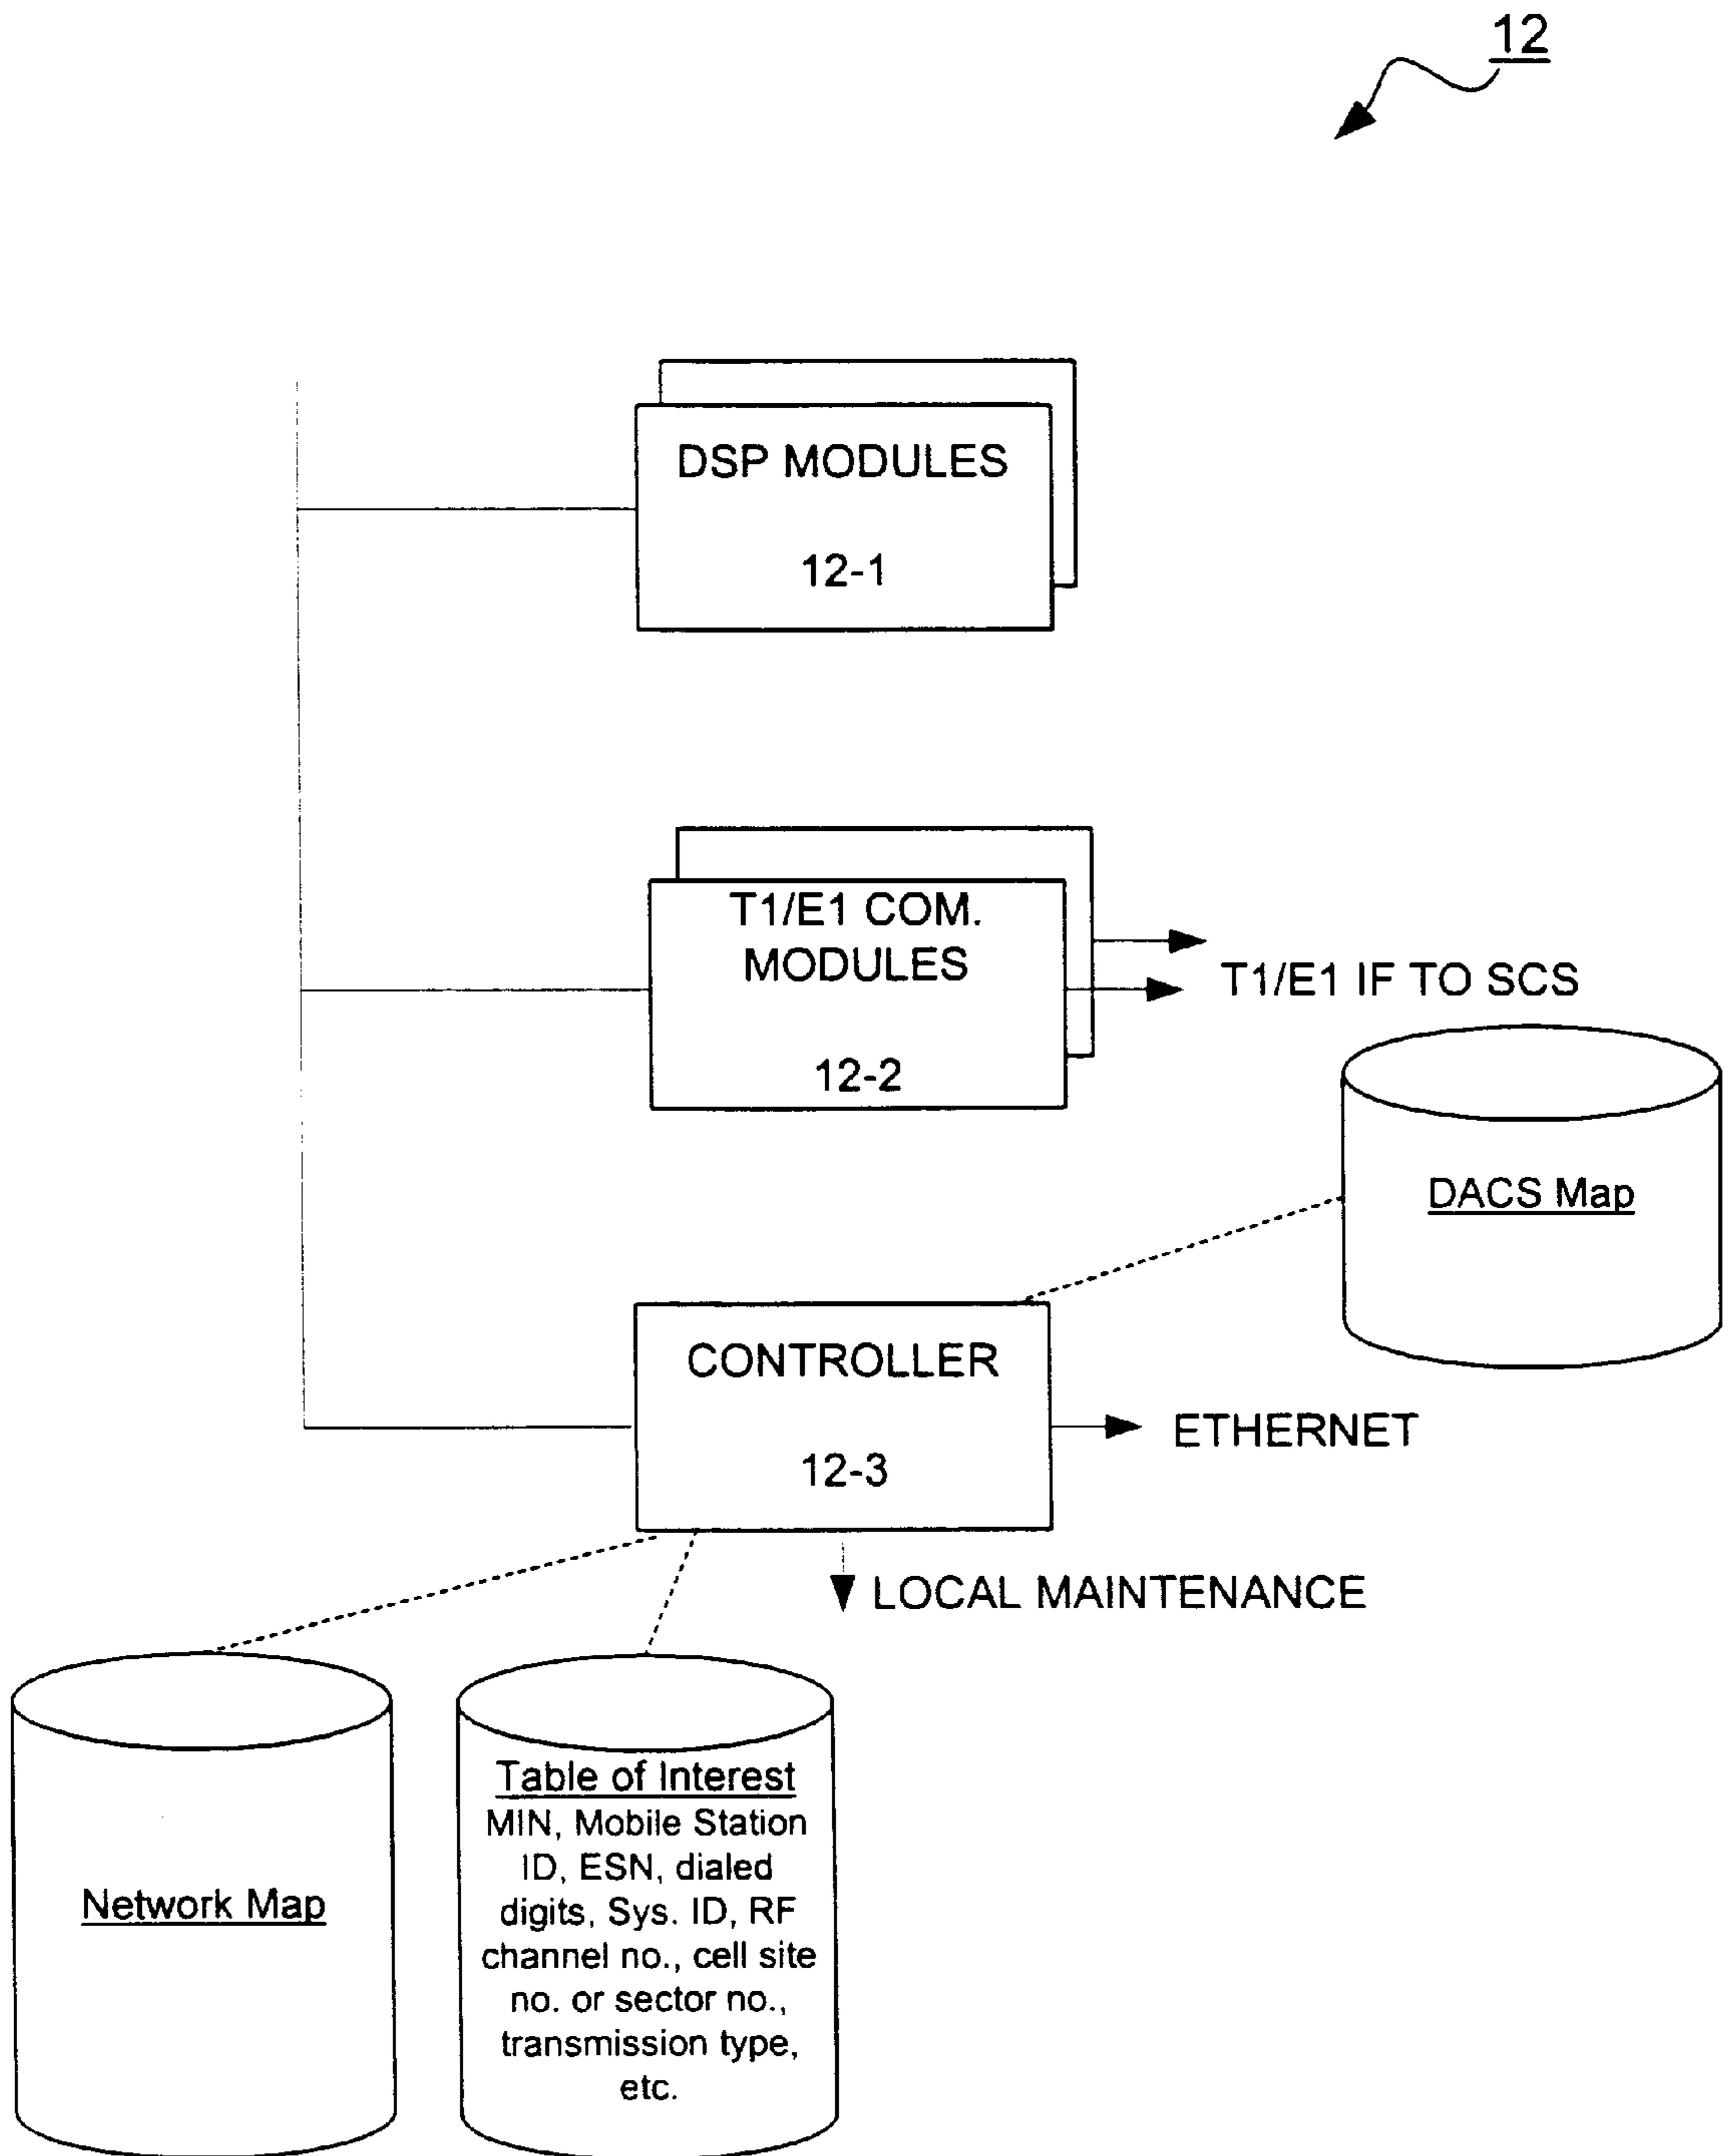 12
DSP MODULES
12-1
T1/E1 COM.
MODULES
12-2
T1/E1 IF TO SCS
DACS Map
CONTROLLER
12-3
ETHERNET
LOCAL MAINTENANCE
Network Map
Table of Interest
MIN, Mobile Station
ID, ESN, dialed
digits, Sys. ID, RF
channel no., cell site
no. or sector no.,
transmission type,
etc.